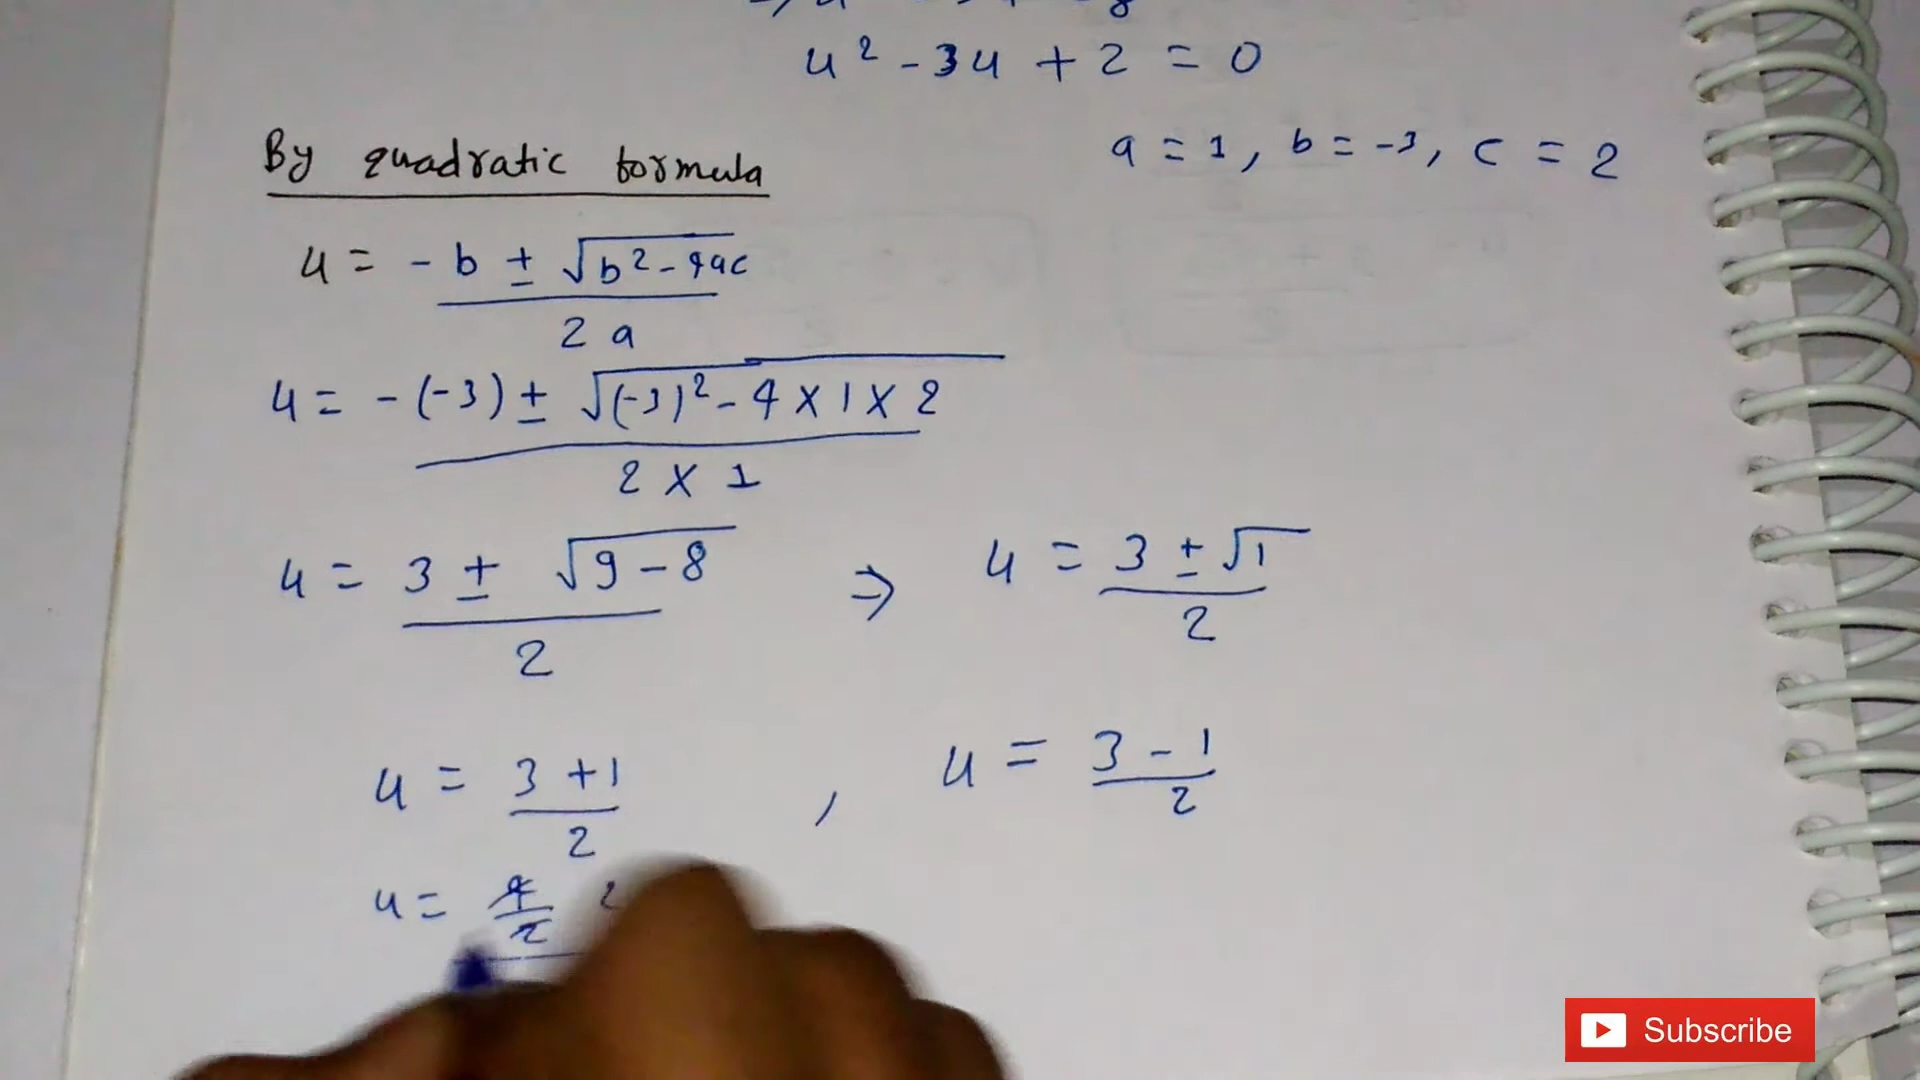 u² - 3u + 2 = 0
By quadratic formula
a = 1, b = -3, c = 2
u = -b ± √b² - 4ac
2a
u = -(-3) ± √(-3)² - 4 × 1 × 2
2 × 1
u = 3 ± √9 - 8 ⇒ u = 3 ± √1
2 2
u = 3 + 1 , u = 3 - 1
2 2
u = 4 2
2
Subscribe